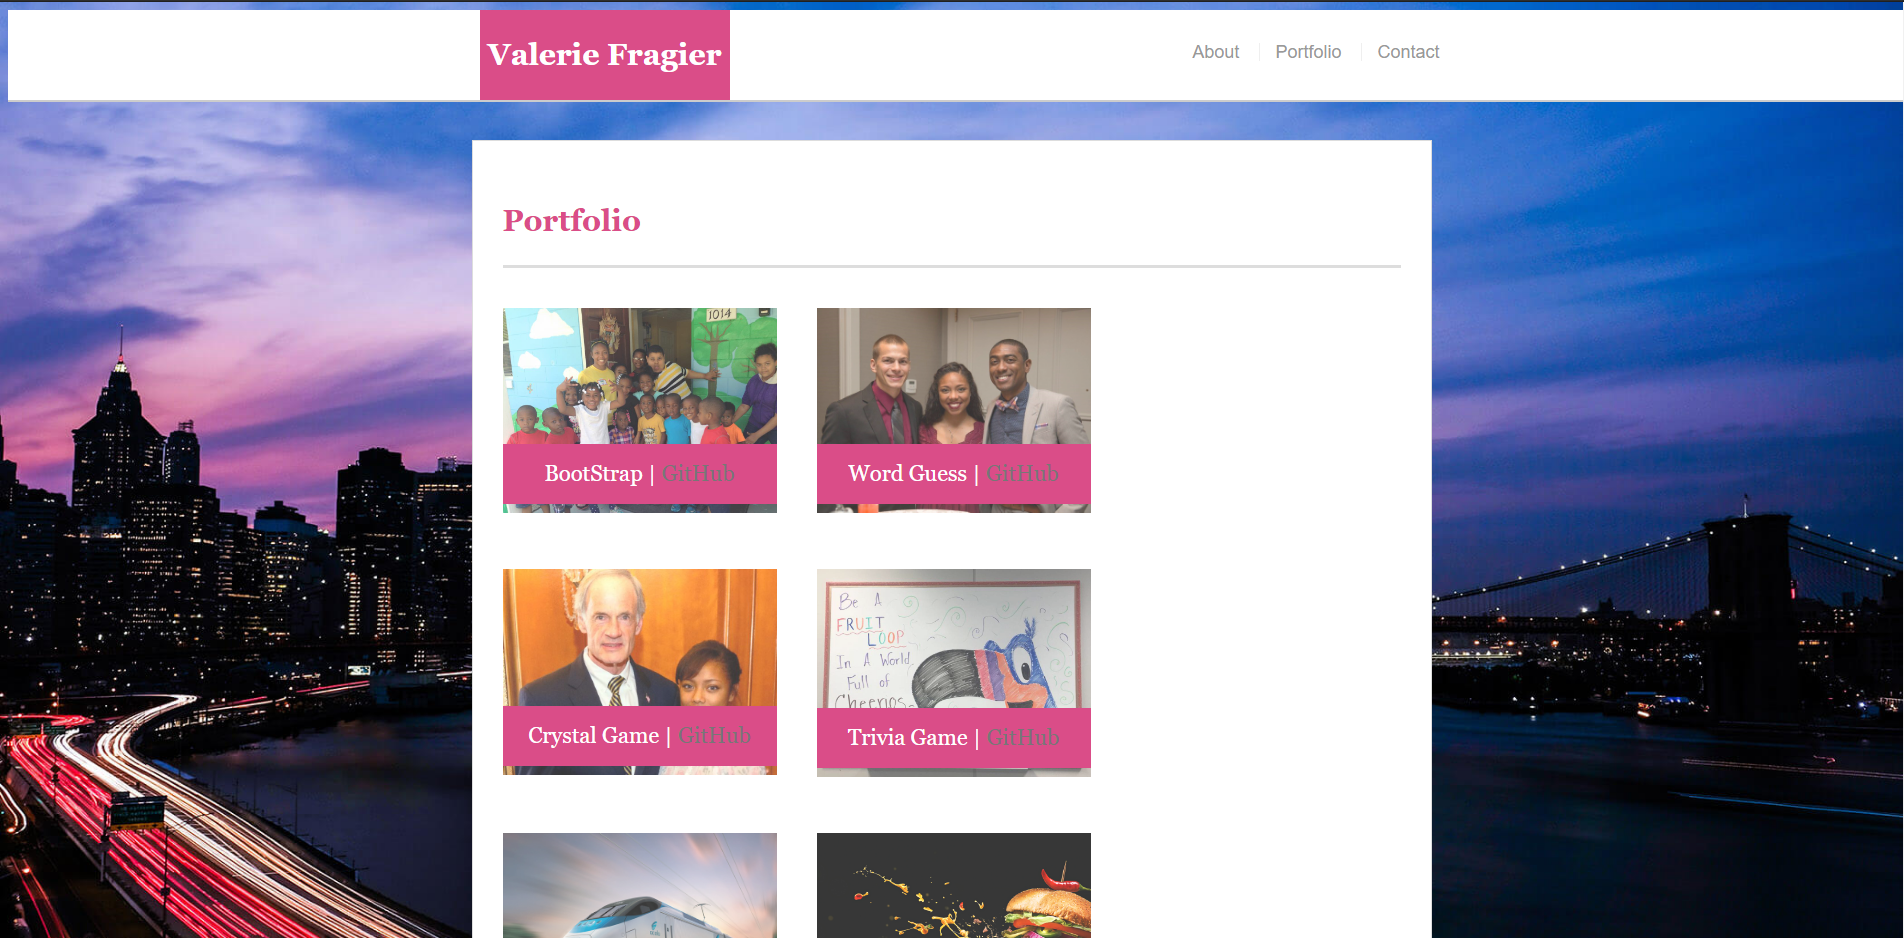 Valerie Fragier
About
Portfolio
Contact
Portfolio
1014
BootStrap | GitHub
Word Guess | GitHub
Crystal Game | GitHub
Be A
FRUIT
LOOP
In A World
Full of
Cheerios.
Trivia Game | GitHub